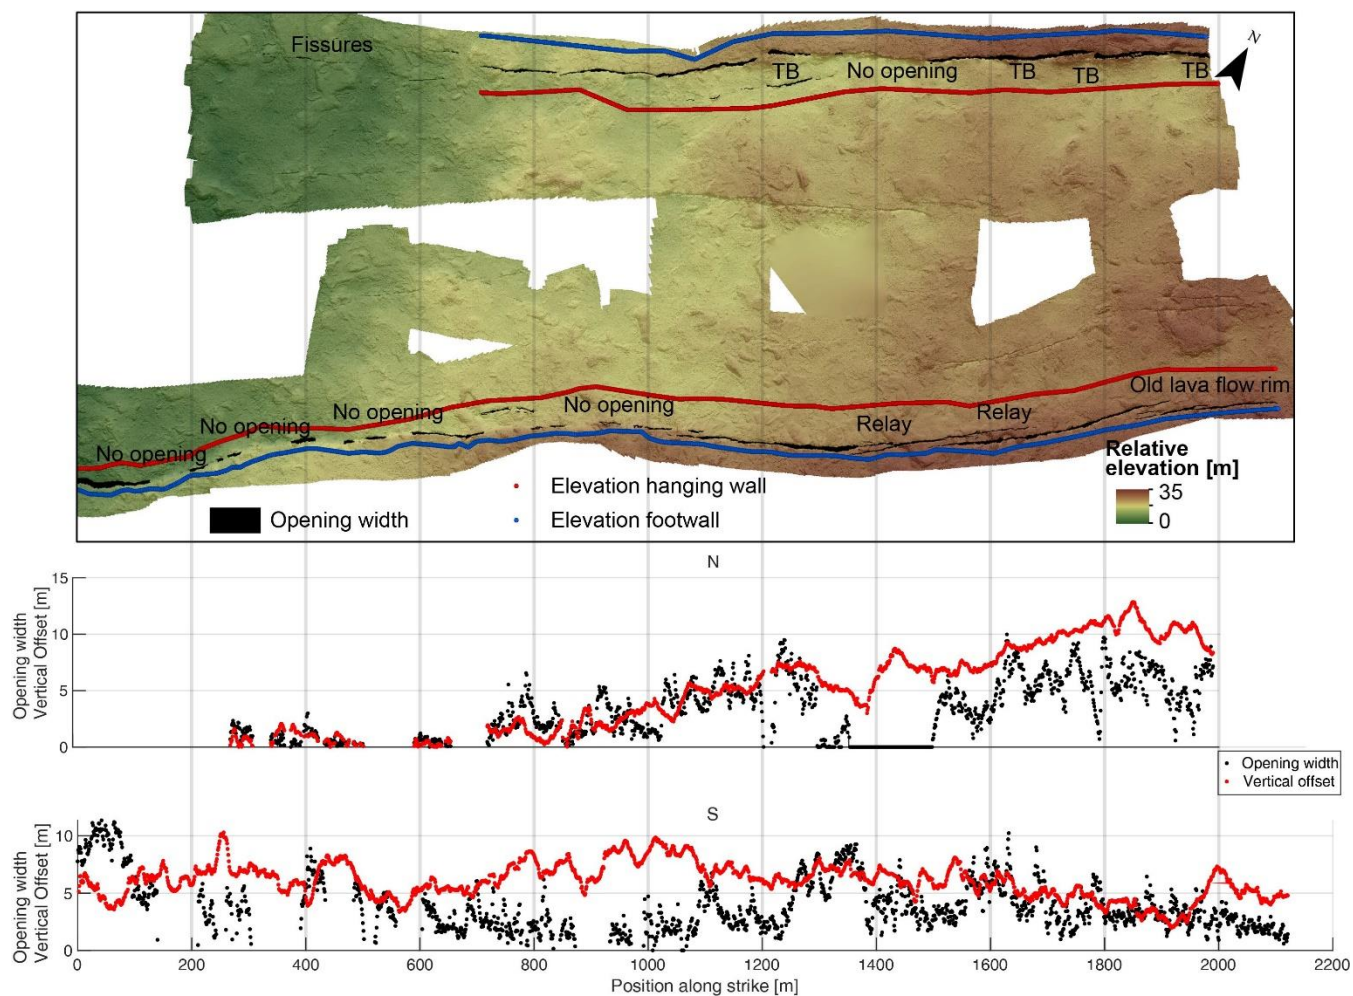 Fissures
N
TB
No opening
TB
TB
TB
No opening
No opening
No opening
No opening
Relay
Relay
Old lava flow rim
Relative
elevation [m]
35
0
Elevation hanging wall
Opening width
Elevation footwall
N
Opening width
Vertical Offset [m]
15
10
5
0
Opening width
Vertical offset
S
Opening width
Vertical Offset [m]
10
5
0
0 200 400 600 800 1000 1200 1400 1600 1800 2000 2200
Position along strike [m]